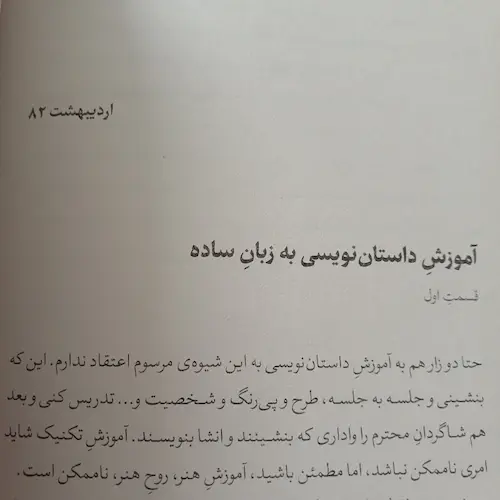 اردیبهشت ۸۲
آموزشِ داستان‌نویسی به زبانِ ساده
قسمتِ اول
حتا دو زار هم به آموزشِ داستان‌نویسی به این شیوه‌ی مرسوم اعتقاد ندارم. این که
بنشینی و جلسه به جلسه، طرح و پی‌رنگ و شخصیت و... تدریس کنی و بعد
هم شاگردانِ محترم را واداری که بنشینند و انشا بنویسند. آموزشِ تکنیک شاید
امری ناممکن نباشد، اما مطمئن باشید، آموزشِ هنر، روحِ هنر، ناممکن است.